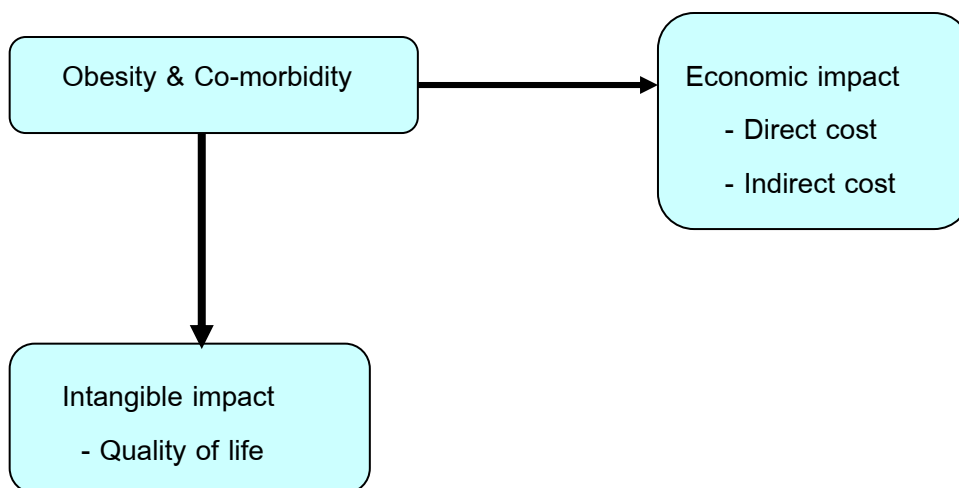 Obesity & Co-morbidity
Economic impact
- Direct cost
- Indirect cost
Intangible impact
- Quality of life